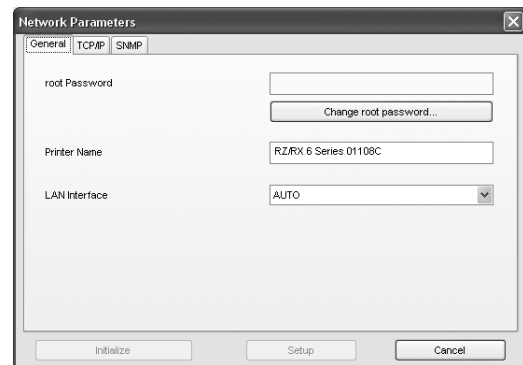 Network Parameters
General TCP/IP SNMP
root Password
Change root password...
Printer Name RZ/RX 6 Series 01108C
LAN Interface AUTO
Initialize Setup Cancel